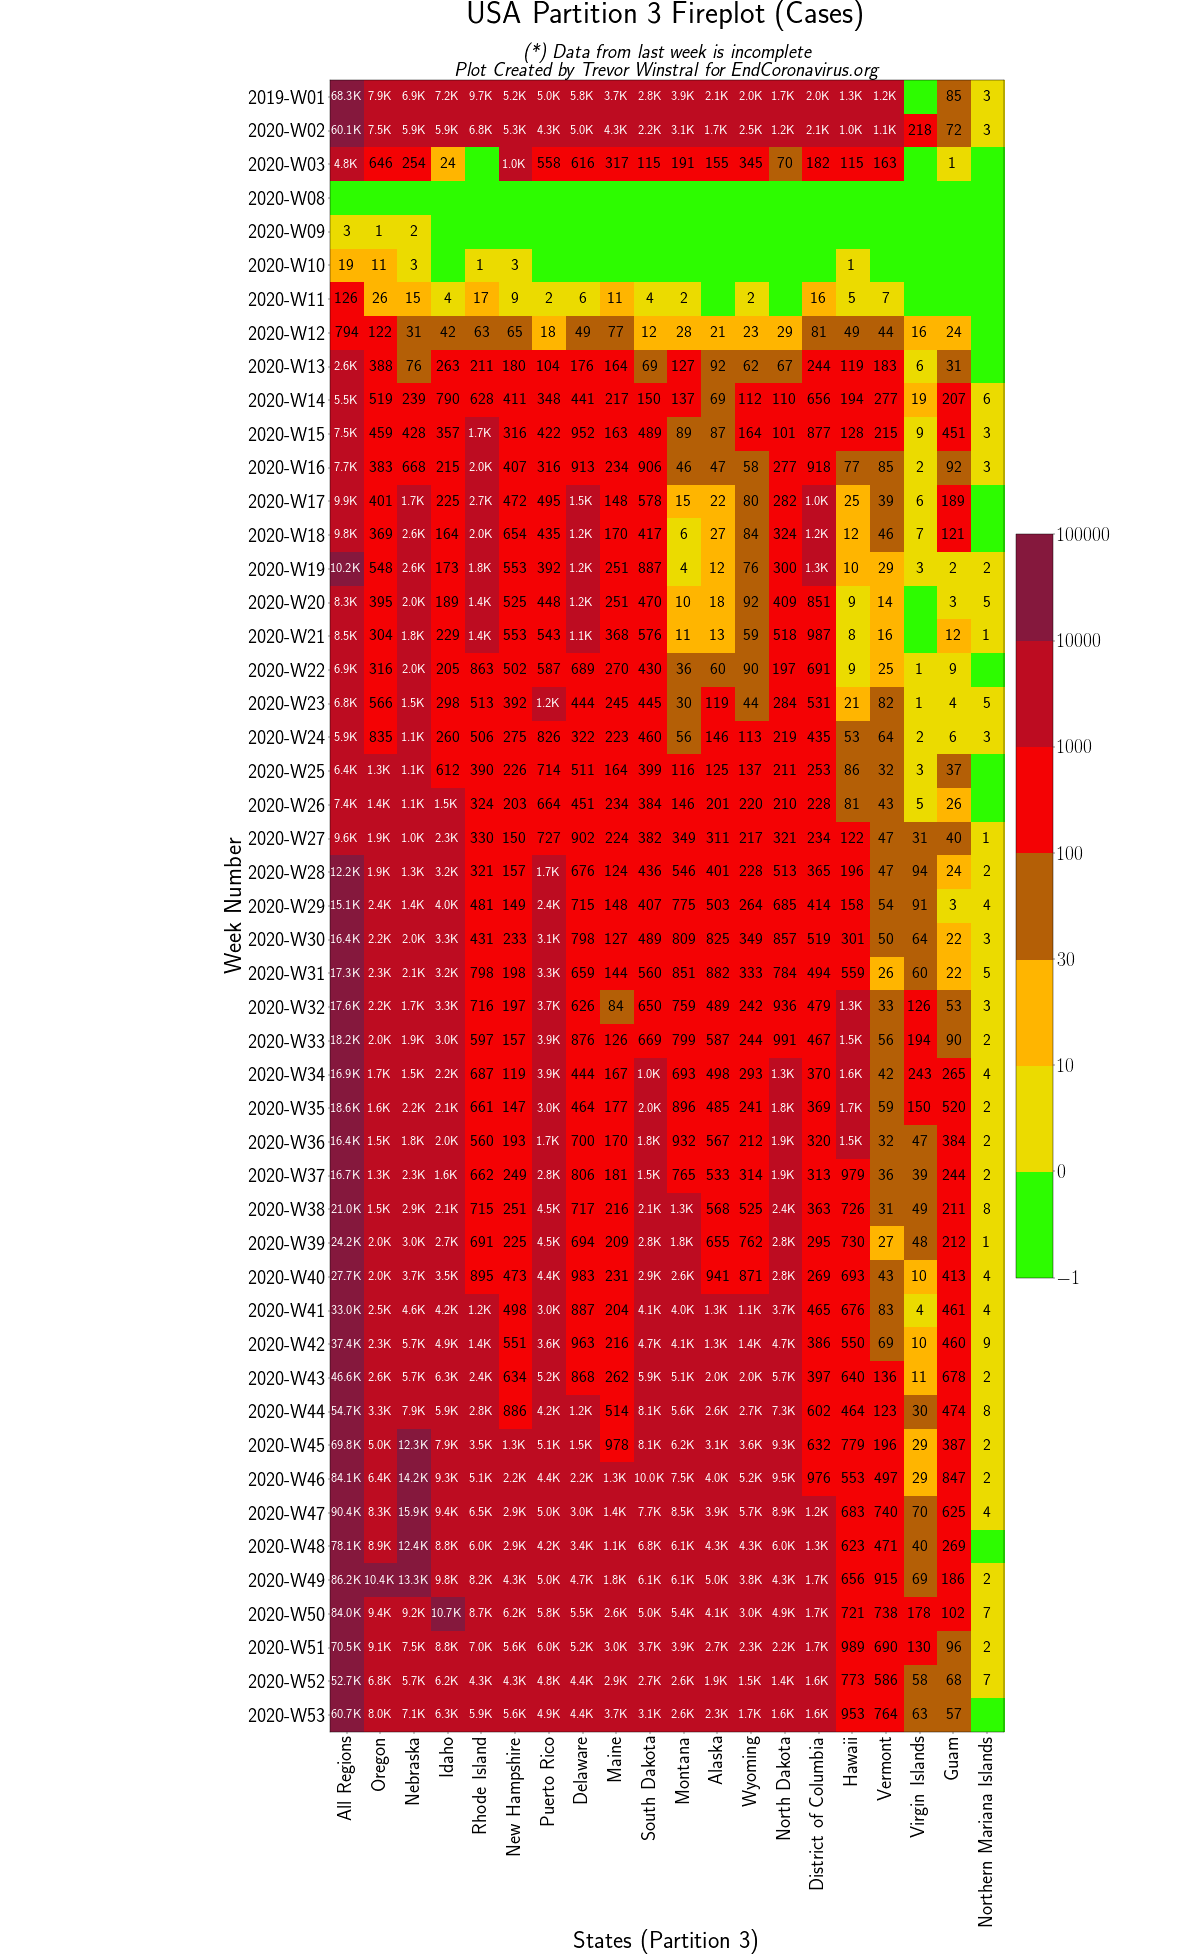 USA Partition 3 Fireplot (Cases)
(*) Data from last week is incomplete
Plot Created by Trevor Winstral for EndCoronavirus.org
2019-W01 68.3K 7.9K 6.9K 7.2K 9.7K 5.2K 5.0K 5.8K 3.7K 2.8K 3.9K 2.1K 2.0K 1.7K 2.0K 1.3K 1.2K 85 3
2020-W02 60.1K 7.5K 5.9K 5.9K 6.8K 5.3K 4.3K 5.0K 4.3K 2.2K 3.1K 1.7K 2.5K 1.2K 2.1K 1.0K 1.1K 218 72 3
2020-W03 4.8K 646 254 24 1.0K 558 616 317 115 191 155 345 70 182 115 163 1
2020-W08
2020-W09 3 1 2
2020-W10 19 11 3 1 3 1
2020-W11 126 26 15 4 17 9 2 6 11 4 2 2 16 5 7
2020-W12 794 122 31 42 63 65 18 49 77 12 28 21 23 29 81 49 44 16 24
2020-W13 2.6K 388 76 263 211 180 104 176 164 69 127 92 62 67 244 119 183 6 31
2020-W14 5.5K 519 239 790 628 411 348 441 217 150 137 69 112 110 656 194 277 19 207 6
2020-W15 7.5K 459 428 357 1.7K 316 422 952 163 489 89 87 164 101 877 128 215 9 451 3
2020-W16 7.7K 383 668 215 2.0K 407 316 913 234 906 46 47 58 277 918 77 85 2 92 3
2020-W17 9.9K 401 1.7K 225 2.7K 472 495 1.5K 148 578 15 22 80 282 1.0K 25 39 6 189
2020-W18 9.8K 369 2.6K 164 2.0K 654 435 1.2K 170 417 6 27 84 324 1.2K 12 46 7 121
2020-W19 10.2K 548 2.6K 173 1.8K 553 392 1.2K 251 887 4 12 76 300 1.3K 10 29 3 2 2
2020-W20 8.3K 395 2.0K 189 1.4K 525 448 1.2K 251 470 10 18 92 409 851 9 14 3 5
2020-W21 8.5K 304 1.8K 229 1.4K 553 543 1.1K 368 576 11 13 59 518 987 8 16 12 1
2020-W22 6.9K 316 2.0K 205 863 502 587 689 270 430 36 60 90 197 691 9 25 1 9
2020-W23 6.8K 566 1.5K 298 513 392 1.2K 444 245 445 30 119 44 284 531 21 82 1 4 5
2020-W24 5.9K 835 1.1K 260 506 275 826 322 223 460 56 146 113 219 435 53 64 2 6 3
2020-W25 6.4K 1.3K 1.1K 612 390 226 714 511 164 399 116 125 137 211 253 86 32 3 37
2020-W26 7.4K 1.4K 1.1K 1.5K 324 203 664 451 234 384 146 201 220 210 228 81 43 5 26
2020-W27 9.6K 1.9K 1.0K 2.3K 330 150 727 902 224 382 349 311 217 321 234 122 47 31 40 1
2020-W28 12.2K 1.9K 1.3K 3.2K 321 157 1.7K 676 124 436 546 401 228 513 365 196 47 94 24 2
2020-W29 15.1K 2.4K 1.4K 4.0K 481 149 2.4K 715 148 407 775 503 264 685 414 158 54 91 3 4
2020-W30 16.4K 2.2K 2.0K 3.3K 431 233 3.1K 798 127 489 809 825 349 857 519 301 50 64 22 3
2020-W31 17.3K 2.3K 2.1K 3.2K 798 198 3.3K 659 144 560 851 882 333 784 494 559 26 60 22 5
2020-W32 17.6K 2.2K 1.7K 3.3K 716 197 3.7K 626 84 650 759 489 242 936 479 1.3K 33 126 53 3
2020-W33 18.2K 2.0K 1.9K 3.0K 597 157 3.9K 876 126 669 799 587 244 991 467 1.5K 56 194 90 2
2020-W34 16.9K 1.7K 1.5K 2.2K 687 119 3.9K 444 167 1.0K 693 498 293 1.3K 370 1.6K 42 243 265 4
2020-W35 18.6K 1.6K 2.2K 2.1K 661 147 3.0K 464 177 2.0K 896 485 241 1.8K 369 1.7K 59 150 520 2
2020-W36 16.4K 1.5K 1.8K 2.0K 560 193 1.7K 700 170 1.8K 932 567 212 1.9K 320 1.5K 32 47 384 2
2020-W37 16.7K 1.3K 2.3K 1.6K 662 249 2.8K 806 181 1.5K 765 533 314 1.9K 313 979 36 39 244 2
2020-W38 21.0K 1.5K 2.9K 2.1K 715 251 4.5K 717 216 2.1K 1.3K 568 525 2.4K 363 726 31 49 211 8
2020-W39 24.2K 2.0K 3.0K 2.7K 691 225 4.5K 694 209 2.8K 1.8K 655 762 2.8K 295 730 27 48 212 1
2020-W40 27.7K 2.0K 3.7K 3.5K 895 473 4.4K 983 231 2.9K 2.6K 941 871 2.8K 269 693 43 10 413 4
2020-W41 33.0K 2.5K 4.6K 4.2K 1.2K 498 3.0K 887 204 4.1K 4.0K 1.3K 1.1K 3.7K 465 676 83 4 461 4
2020-W42 37.4K 2.3K 5.7K 4.9K 1.4K 551 3.6K 963 216 4.7K 4.1K 1.3K 1.4K 4.7K 386 550 69 10 460 9
2020-W43 46.6K 2.6K 5.7K 6.3K 2.4K 634 5.2K 868 262 5.9K 5.1K 2.0K 2.0K 5.7K 397 640 136 11 678 2
2020-W44 54.7K 3.3K 7.9K 5.9K 2.8K 886 4.2K 1.2K 514 8.1K 5.6K 2.6K 2.7K 7.3K 602 464 123 30 474 8
2020-W45 69.8K 5.0K 12.3K 7.9K 3.5K 1.3K 5.1K 1.5K 978 8.1K 6.2K 3.1K 3.6K 9.3K 632 779 196 29 387 2
2020-W46 84.1K 6.4K 14.2K 9.3K 5.1K 2.2K 4.4K 2.2K 1.3K 10.0K 7.5K 4.0K 5.2K 9.5K 976 553 497 29 847 2
2020-W47 90.4K 8.3K 15.9K 9.4K 6.5K 2.9K 5.0K 3.0K 1.4K 7.7K 8.5K 3.9K 5.7K 8.9K 1.2K 683 740 70 625 4
2020-W48 78.1K 8.9K 12.4K 8.8K 6.0K 2.9K 4.2K 3.4K 1.1K 6.8K 6.1K 4.3K 4.3K 6.0K 1.3K 623 471 40 269
2020-W49 86.2K 10.4K 13.3K 9.8K 8.2K 4.3K 5.0K 4.7K 1.8K 6.1K 6.1K 5.0K 3.8K 4.3K 1.7K 656 915 69 186 2
2020-W50 84.0K 9.4K 9.2K 10.7K 8.7K 6.2K 5.8K 5.5K 2.6K 5.0K 5.4K 4.1K 3.0K 4.9K 1.7K 721 738 178 102 7
2020-W51 70.5K 9.1K 7.5K 8.8K 7.0K 5.6K 6.0K 5.2K 3.0K 3.7K 3.9K 2.7K 2.3K 2.2K 1.7K 989 690 130 96 2
2020-W52 52.7K 6.8K 5.7K 6.2K 4.3K 4.3K 4.8K 4.4K 2.9K 2.7K 2.6K 1.9K 1.5K 1.4K 1.6K 773 586 58 68 7
2020-W53 60.7K 8.0K 7.1K 6.3K 5.9K 5.6K 4.9K 4.4K 3.7K 3.1K 2.6K 2.3K 1.7K 1.6K 1.6K 953 764 63 57
Week Number
100000
10000
1000
100
30
10
0
−1
All Regions
Oregon
Nebraska
Idaho
Rhode Island
New Hampshire
Puerto Rico
Delaware
Maine
South Dakota
Montana
Alaska
Wyoming
North Dakota
District of Columbia
Hawaii
Vermont
Virgin Islands
Guam
Northern Mariana Islands
States (Partition 3)